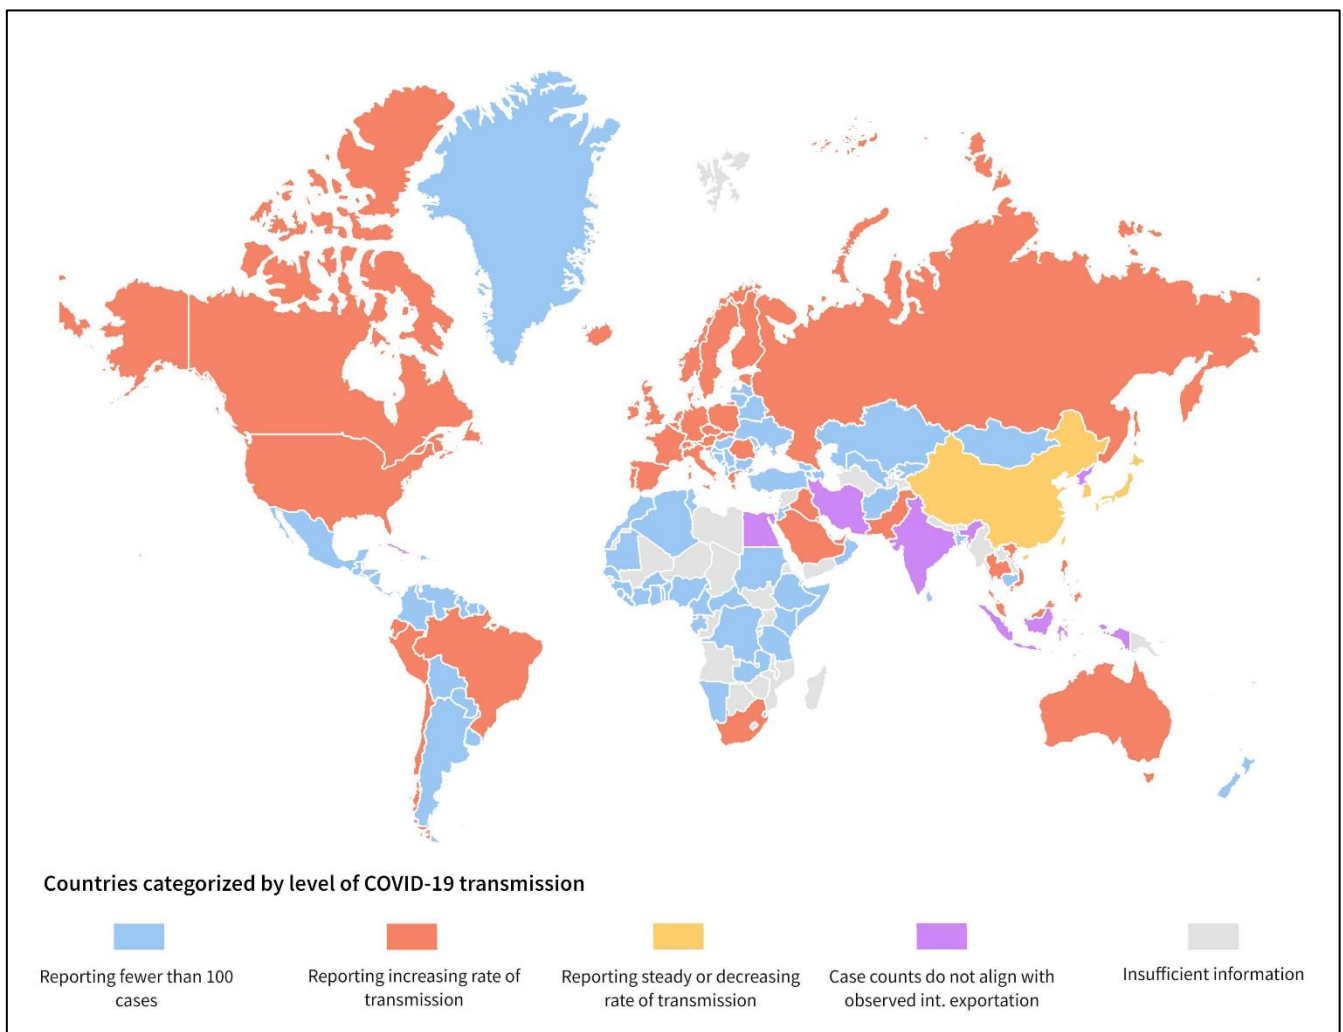 Countries categorized by level of COVID-19 transmission
Reporting fewer than 100
cases
Reporting increasing rate of
transmission
Reporting steady or decreasing
rate of transmission
Case counts do not align with
observed int. exportation
Insufficient information